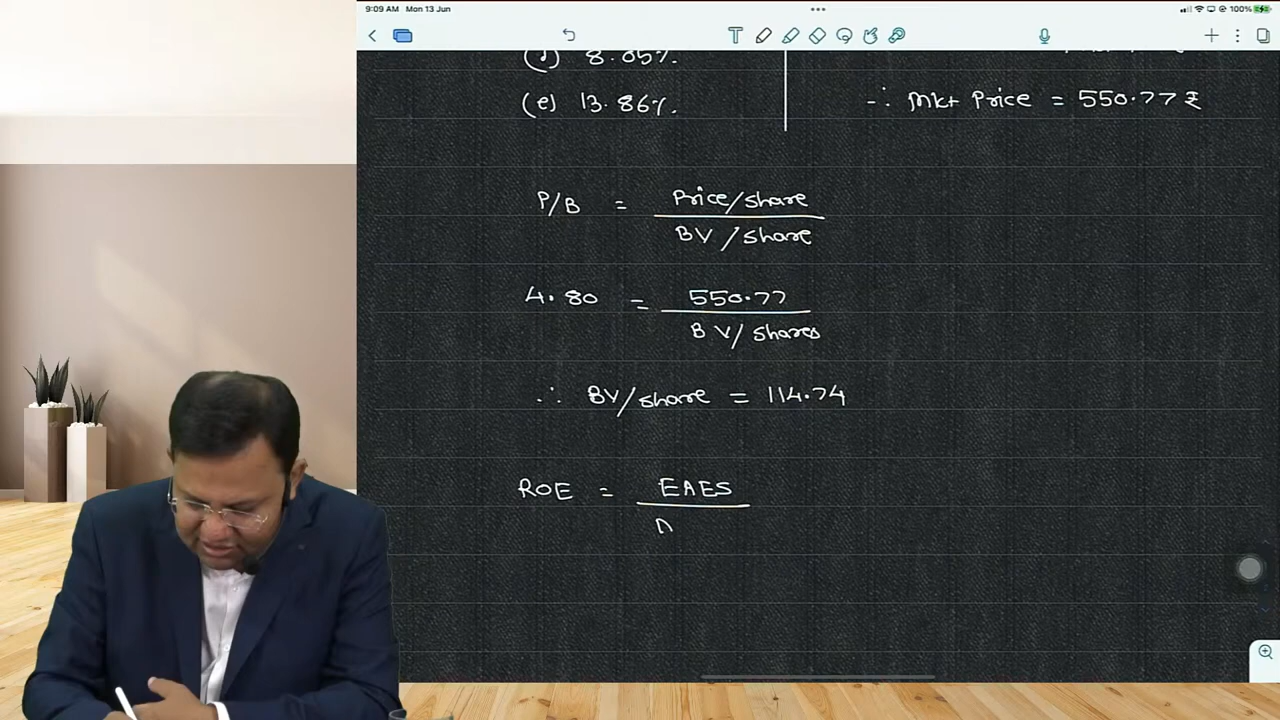 9:09 AM Mon 13 Jun
100%
(e) 13.86%.
∴ Mkt Price = 550.77 ₹
P/B = Price/share
BV/share
4.80 = 550.77
BV/shares
∴ BV/share = 114.74
ROE = EAES